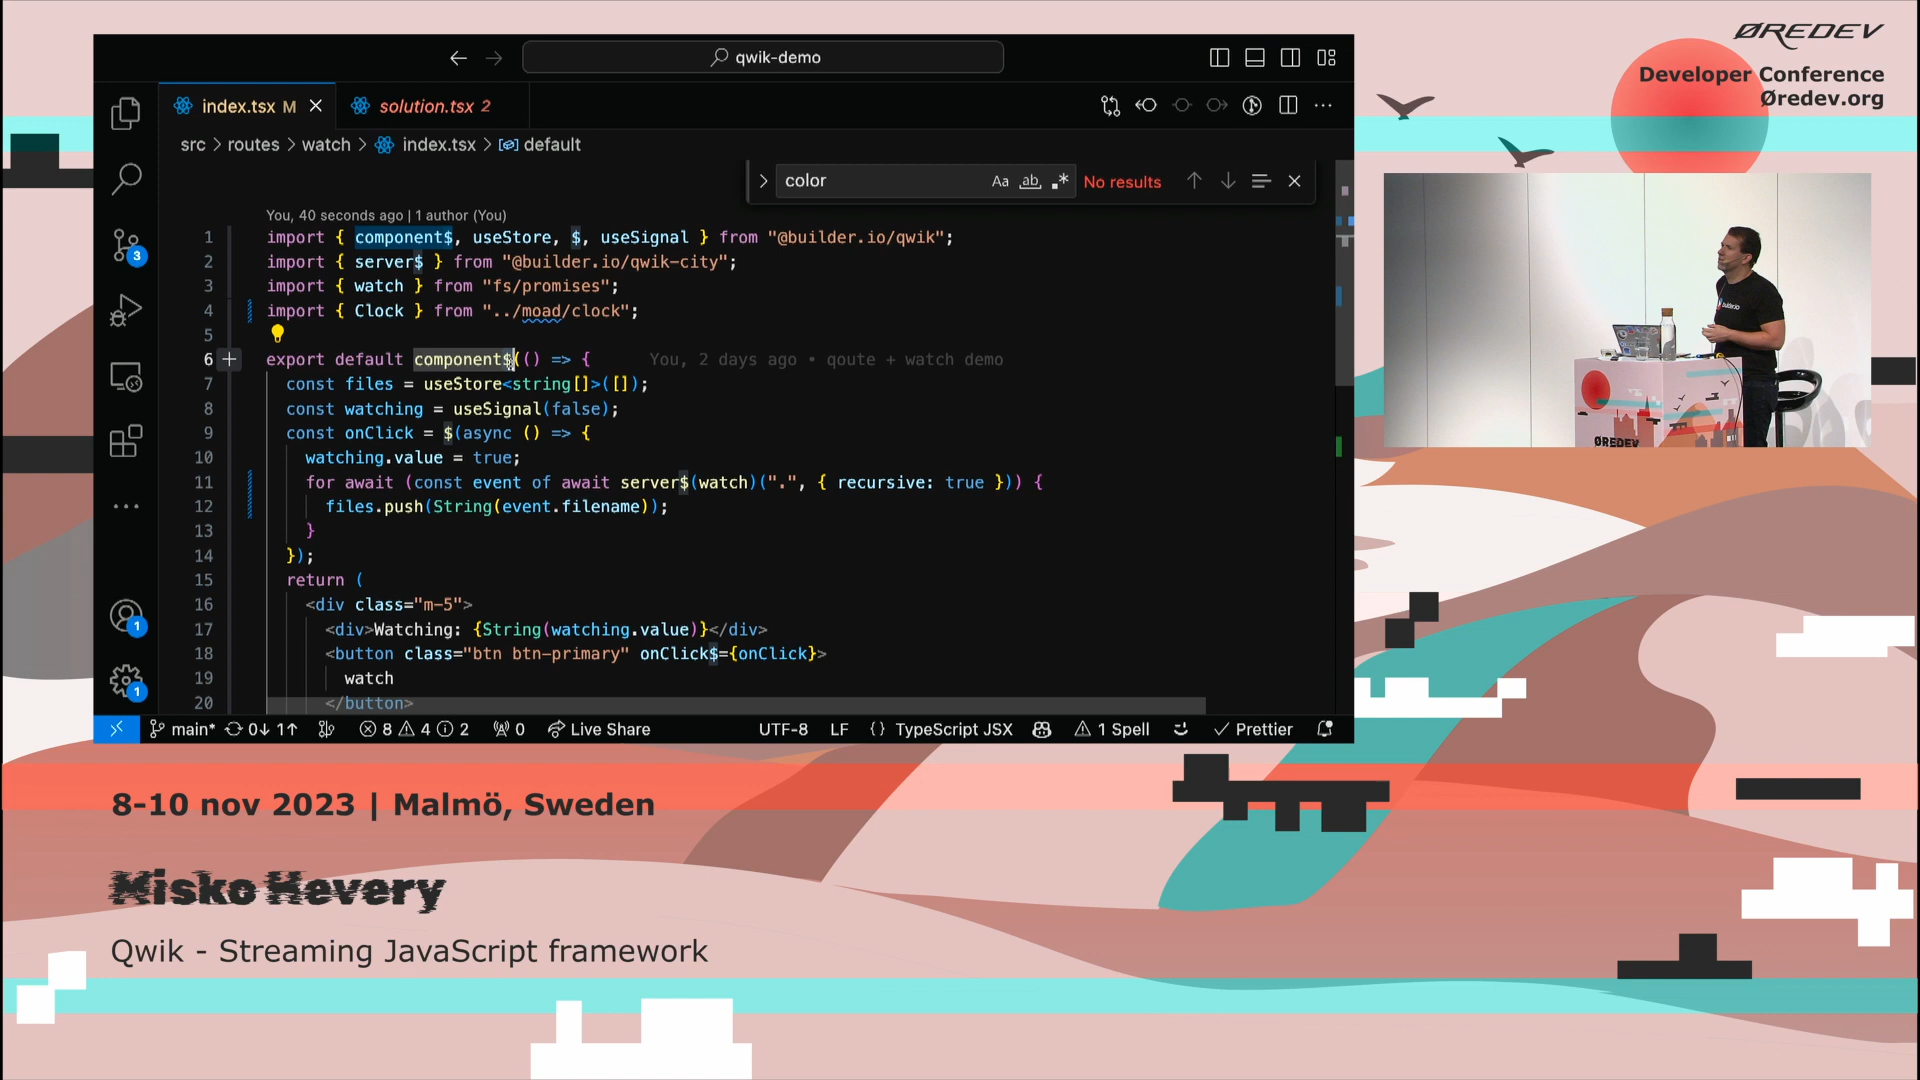 ØREDEV
Developer Conference
Øredev.org
qwik-demo
index.tsx M
solution.tsx 2
src > routes > watch > index.tsx > default
color
Aa ab .* No results
You, 40 seconds ago | 1 author (You)
1 import { component$, useStore, $, useSignal } from "@builder.io/qwik";
2 import { server$ } from "@builder.io/qwik-city";
3 import { watch } from "fs/promises";
4 import { Clock } from "../moad/clock";
5
6 export default component$(() => { You, 2 days ago • qoute + watch demo
7 const files = useStore<string[]>([]);
8 const watching = useSignal(false);
9 const onClick = $(async () => {
10 watching.value = true;
11 for await (const event of await server$(watch)(".", { recursive: true })) {
12 files.push(String(event.filename));
13 }
14 });
15 return (
16 <div class="m-5">
17 <div>Watching: {String(watching.value)}</div>
18 <button class="btn btn-primary" onClick$={onClick}>
19 watch
20 </button>
3
1
1
main* 0↓ 1↑ 8 4 2 0 Live Share UTF-8 LF {} TypeScript JSX 1 Spell Prettier
builder.io
ØREDEV
8-10 nov 2023 | Malmö, Sweden
Misko Hevery
Qwik - Streaming JavaScript framework